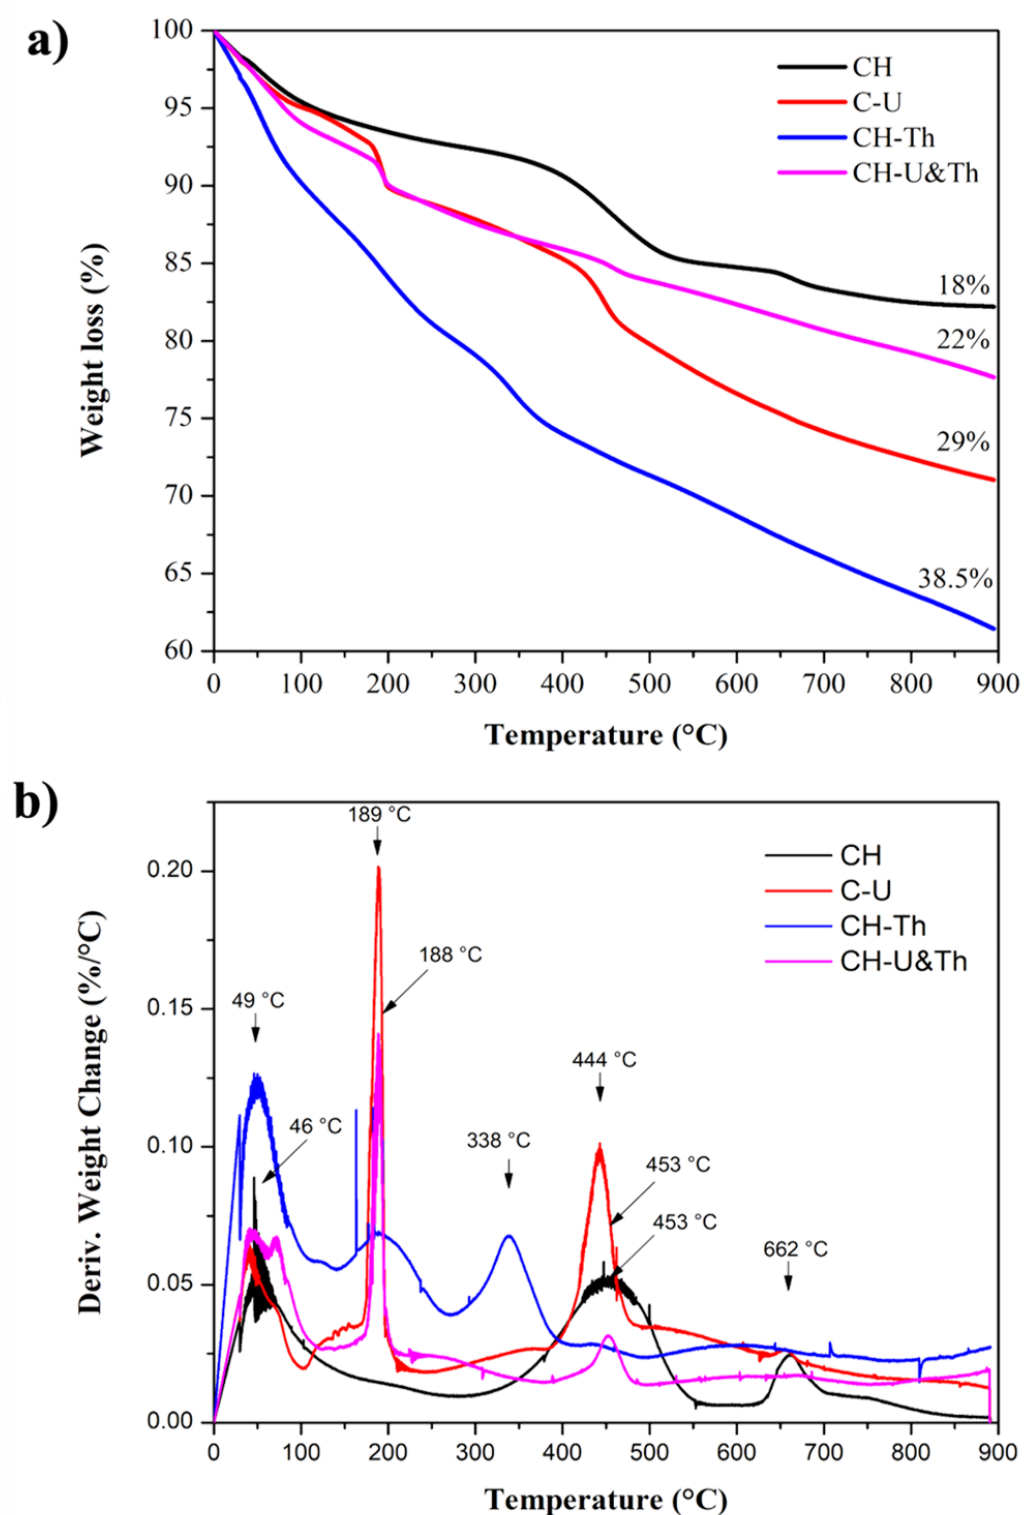 a)
100
95
90
85
80
75
70
65
60
Weight loss (%)
CH
C-U
CH-Th
CH-U&Th
18%
22%
29%
38.5%
0 100 200 300 400 500 600 700 800 900
Temperature (°C)
b)
0.20
0.15
0.10
0.05
0.00
Deriv. Weight Change (%/°C)
189 °C
CH
C-U
CH-Th
CH-U&Th
188 °C
49 °C
444 °C
46 °C
338 °C
453 °C
453 °C
662 °C
0 100 200 300 400 500 600 700 800 900
Temperature (°C)